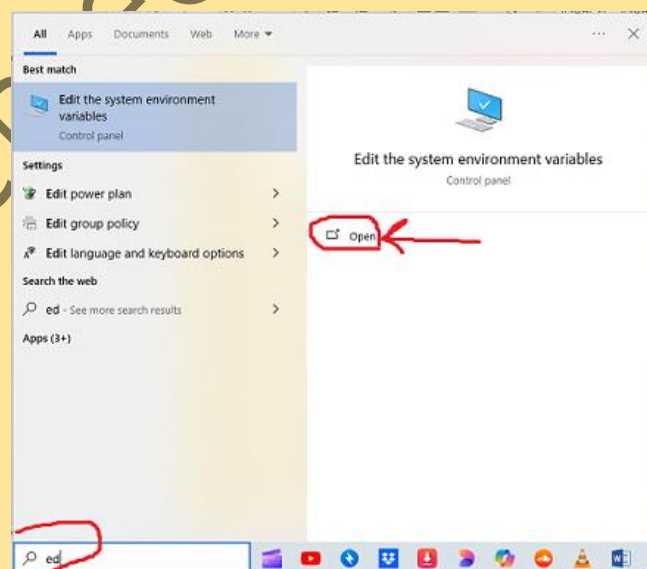 All Apps Documents Web More
Best match
Edit the system environment
variables
Control panel
Settings
Edit power plan
Edit group policy
Edit language and keyboard options
Search the web
ed - See more search results
Apps (3+)
Edit the system environment variables
Control panel
Open
ed